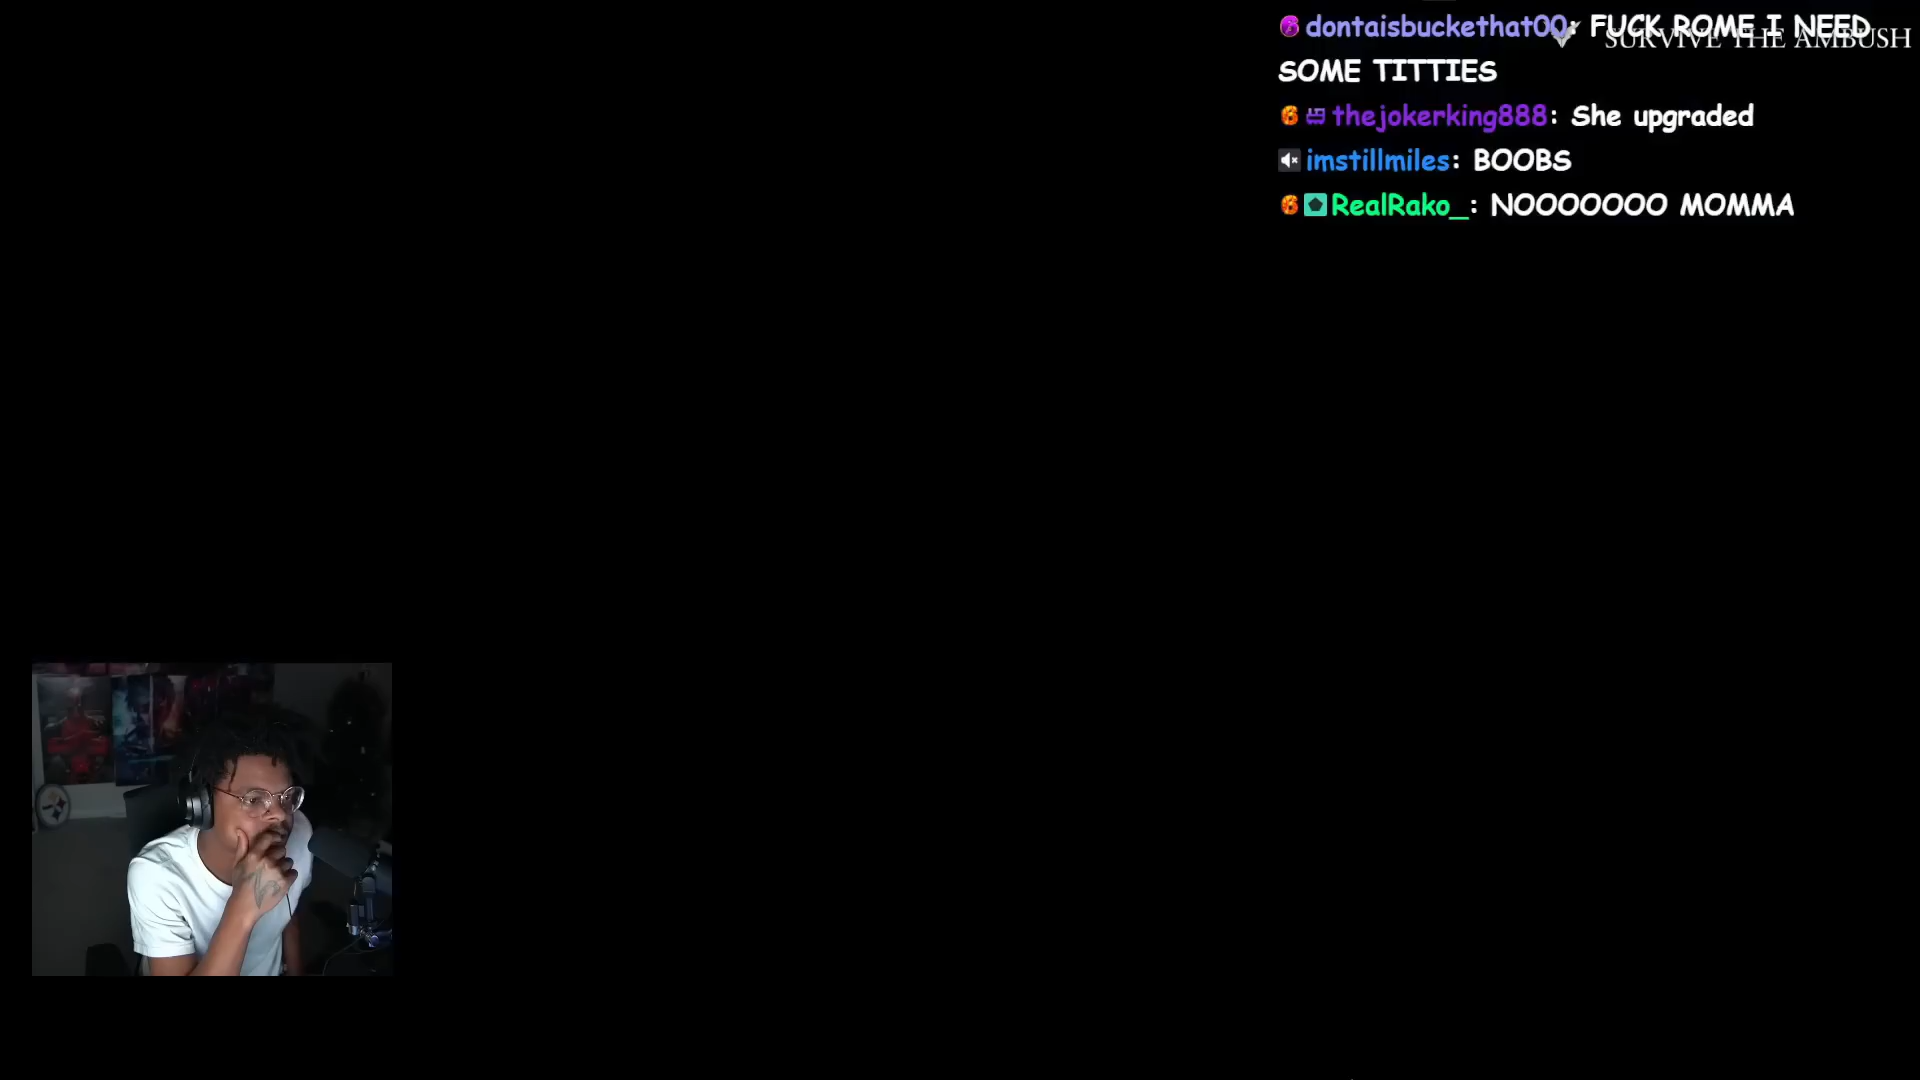 dontaisbuckethat00: FUCK ROME I NEED
SURVIVE THE AMBUSH
SOME TITTIES
thejokerking888: She upgraded
imstillmiles: BOOBS
RealRako_: NOOOOOOO MOMMA